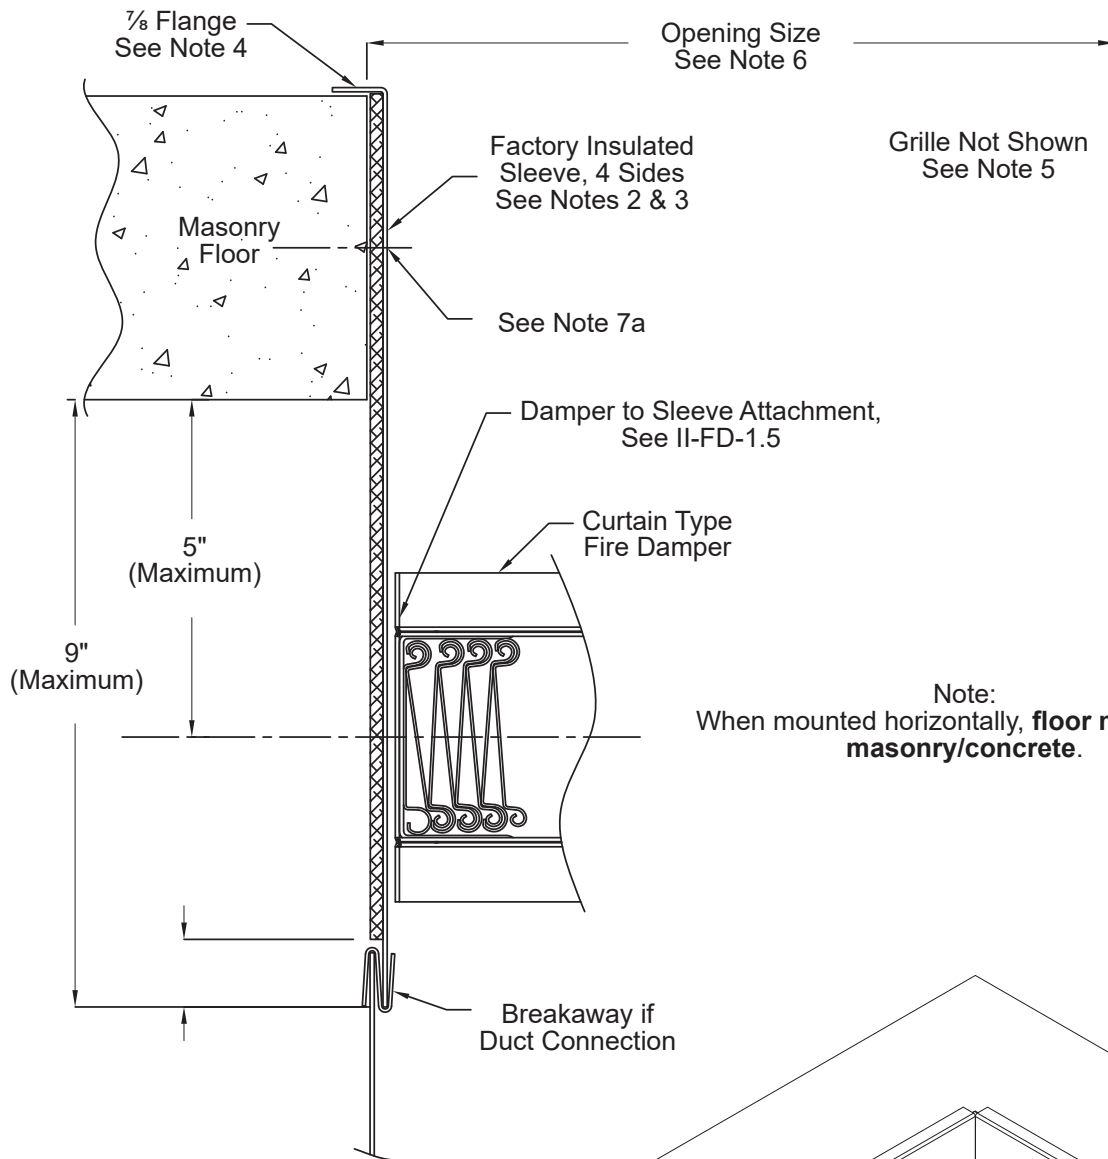 ⅞ Flange
See Note 4
Opening Size
See Note 6
Factory Insulated
Sleeve, 4 Sides
See Notes 2 & 3
Grille Not Shown
See Note 5
Masonry
Floor
See Note 7a
Damper to Sleeve Attachment,
See II-FD-1.5
Curtain Type
Fire Damper
5"
(Maximum)
9"
(Maximum)
Note:
When mounted horizontally, floor
masonry/concrete.
Breakaway if
Duct Connection